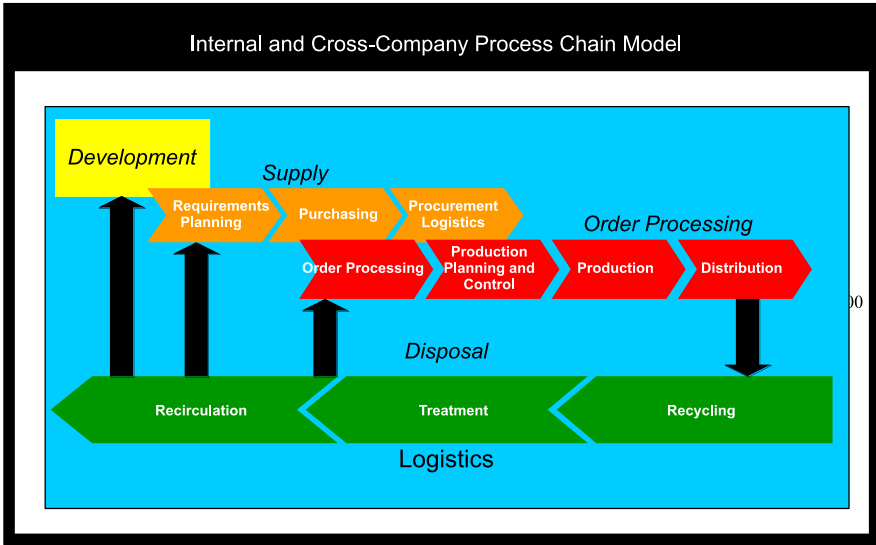 Internal and Cross-Company Process Chain Model
Development
Supply
Requirements
Planning
Purchasing
Procurement
Logistics
Order Processing
Order Processing
Production
Planning and
Control
Production
Distribution
00
Disposal
Recirculation
Treatment
Recycling
Logistics